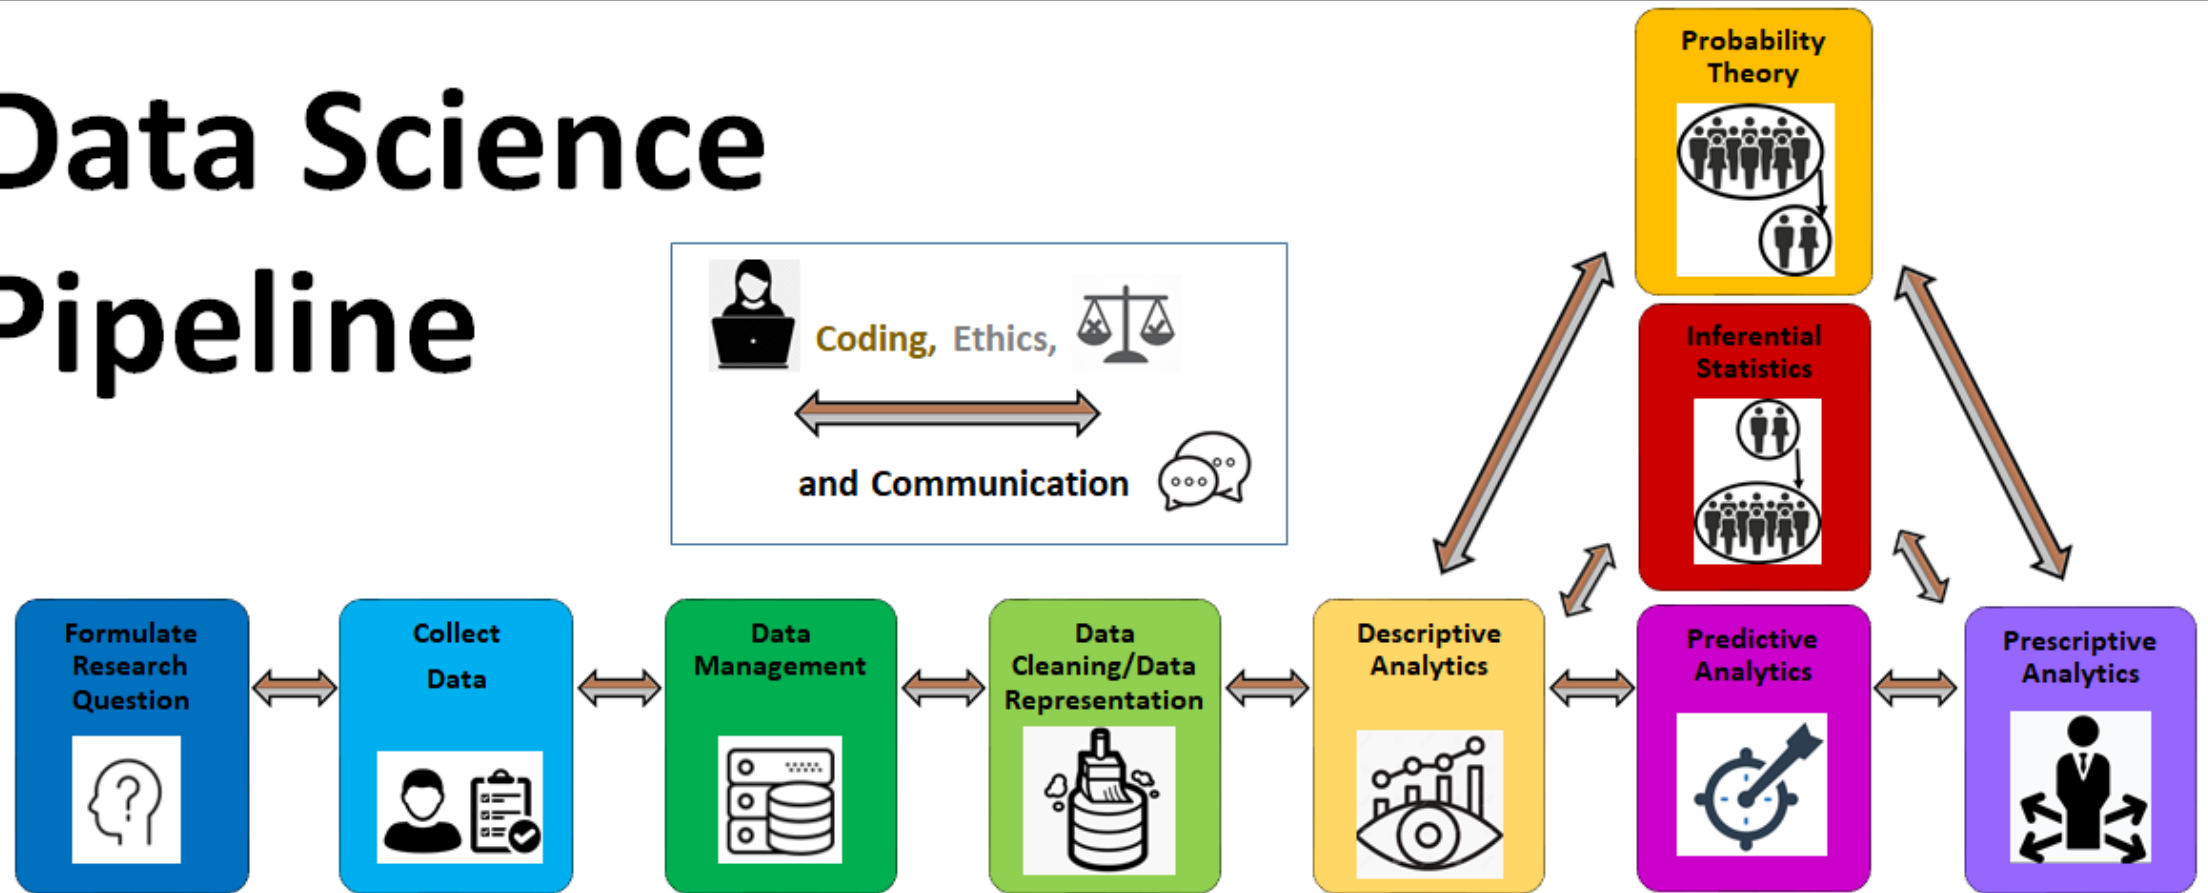 Data Science
Pipeline
Coding, Ethics,
and Communication
Probability
Theory
Inferential
Statistics
Formulate
Research
Question
Collect
Data
Data
Management
Data
Cleaning/Data
Representation
Descriptive
Analytics
Predictive
Analytics
Prescriptive
Analytics